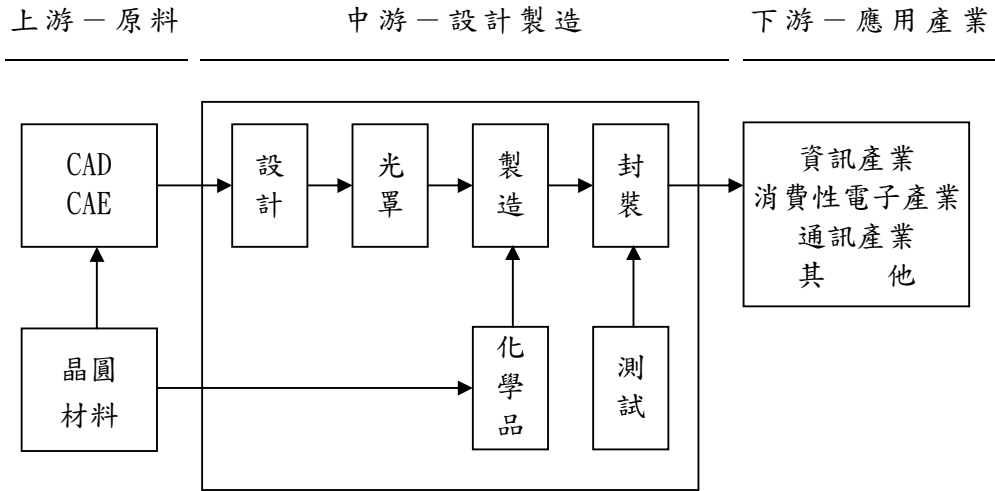 上游－原料
中游－設計製造
下游－應用產業
CAD
CAE
設
計
光
罩
製
造
封
裝
資訊產業
消費性電子產業
通訊產業
其　　他
晶圓
材料
化
學
品
測
試